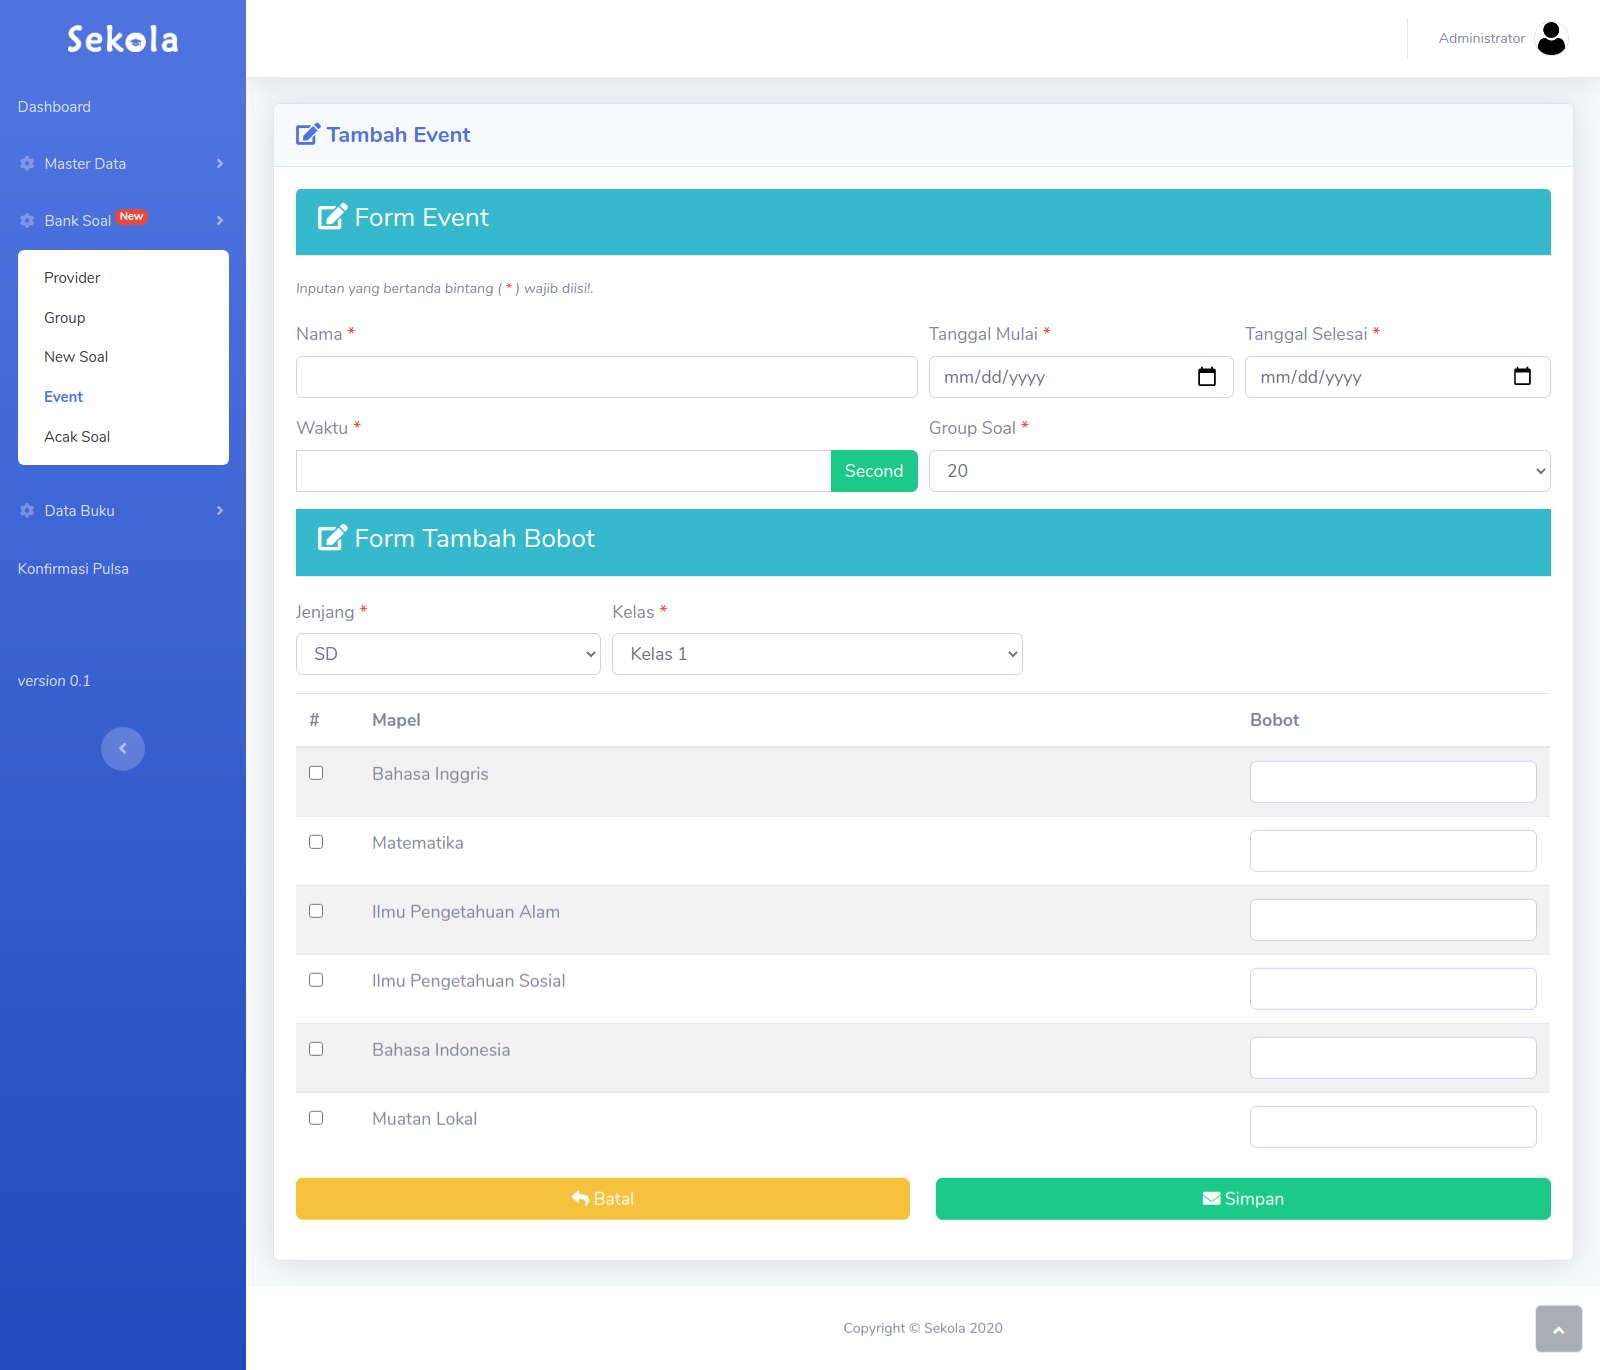 Sekola
Administrator
Dashboard
Master Data
Bank Soal New
Provider
Group
New Soal
Event
Acak Soal
Data Buku
Konfirmasi Pulsa
version 0.1
Tambah Event
Form Event
Inputan yang bertanda bintang ( * ) wajib diisi!.
Nama * Tanggal Mulai * Tanggal Selesai *
mm/dd/yyyy mm/dd/yyyy
Waktu * Group Soal *
Second 20
Form Tambah Bobot
Jenjang * Kelas *
SD Kelas 1
# Mapel Bobot
Bahasa Inggris
Matematika
Ilmu Pengetahuan Alam
Ilmu Pengetahuan Sosial
Bahasa Indonesia
Muatan Lokal
Batal Simpan
Copyright © Sekola 2020